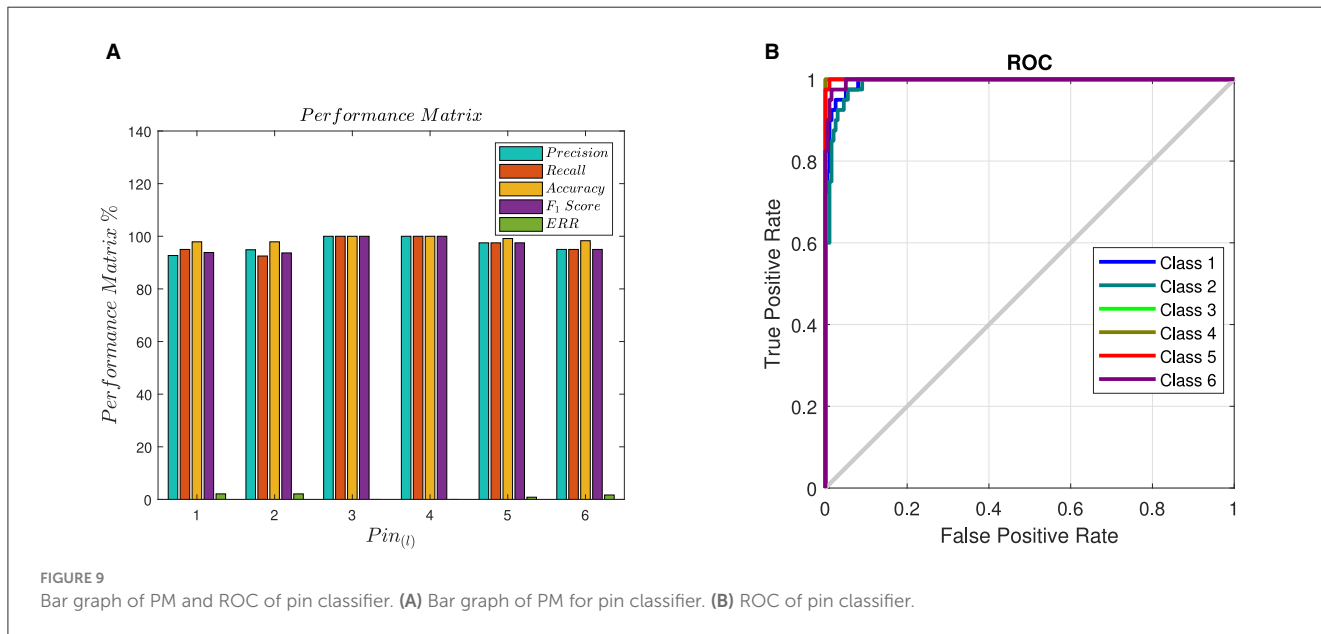 A
Performance Matrix
Performance Matrix %
140
120
100
80
60
40
20
0
Precision
Recall
Accuracy
F1 Score
ERR
1 2 3 4 5 6
Pin(l)
B
ROC
True Positive Rate
1
0.8
0.6
0.4
0.2
0
Class 1
Class 2
Class 3
Class 4
Class 5
Class 6
0 0.2 0.4 0.6 0.8 1
False Positive Rate
FIGURE 9
Bar graph of PM and ROC of pin classifier. (A) Bar graph of PM for pin classifier. (B) ROC of pin classifier.